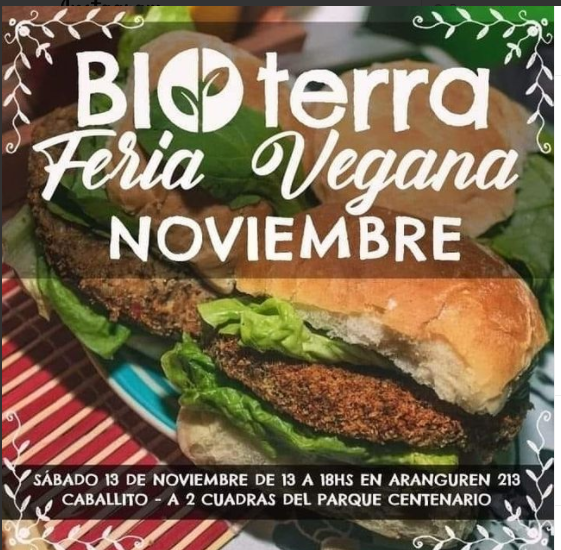 BIOterra
Feria Vegana
NOVIEMBRE
SÁBADO 13 DE NOVIEMBRE DE 13 A 18HS EN ARANGUREN 213
CABALLITO - A 2 CUADRAS DEL PARQUE CENTENARIO